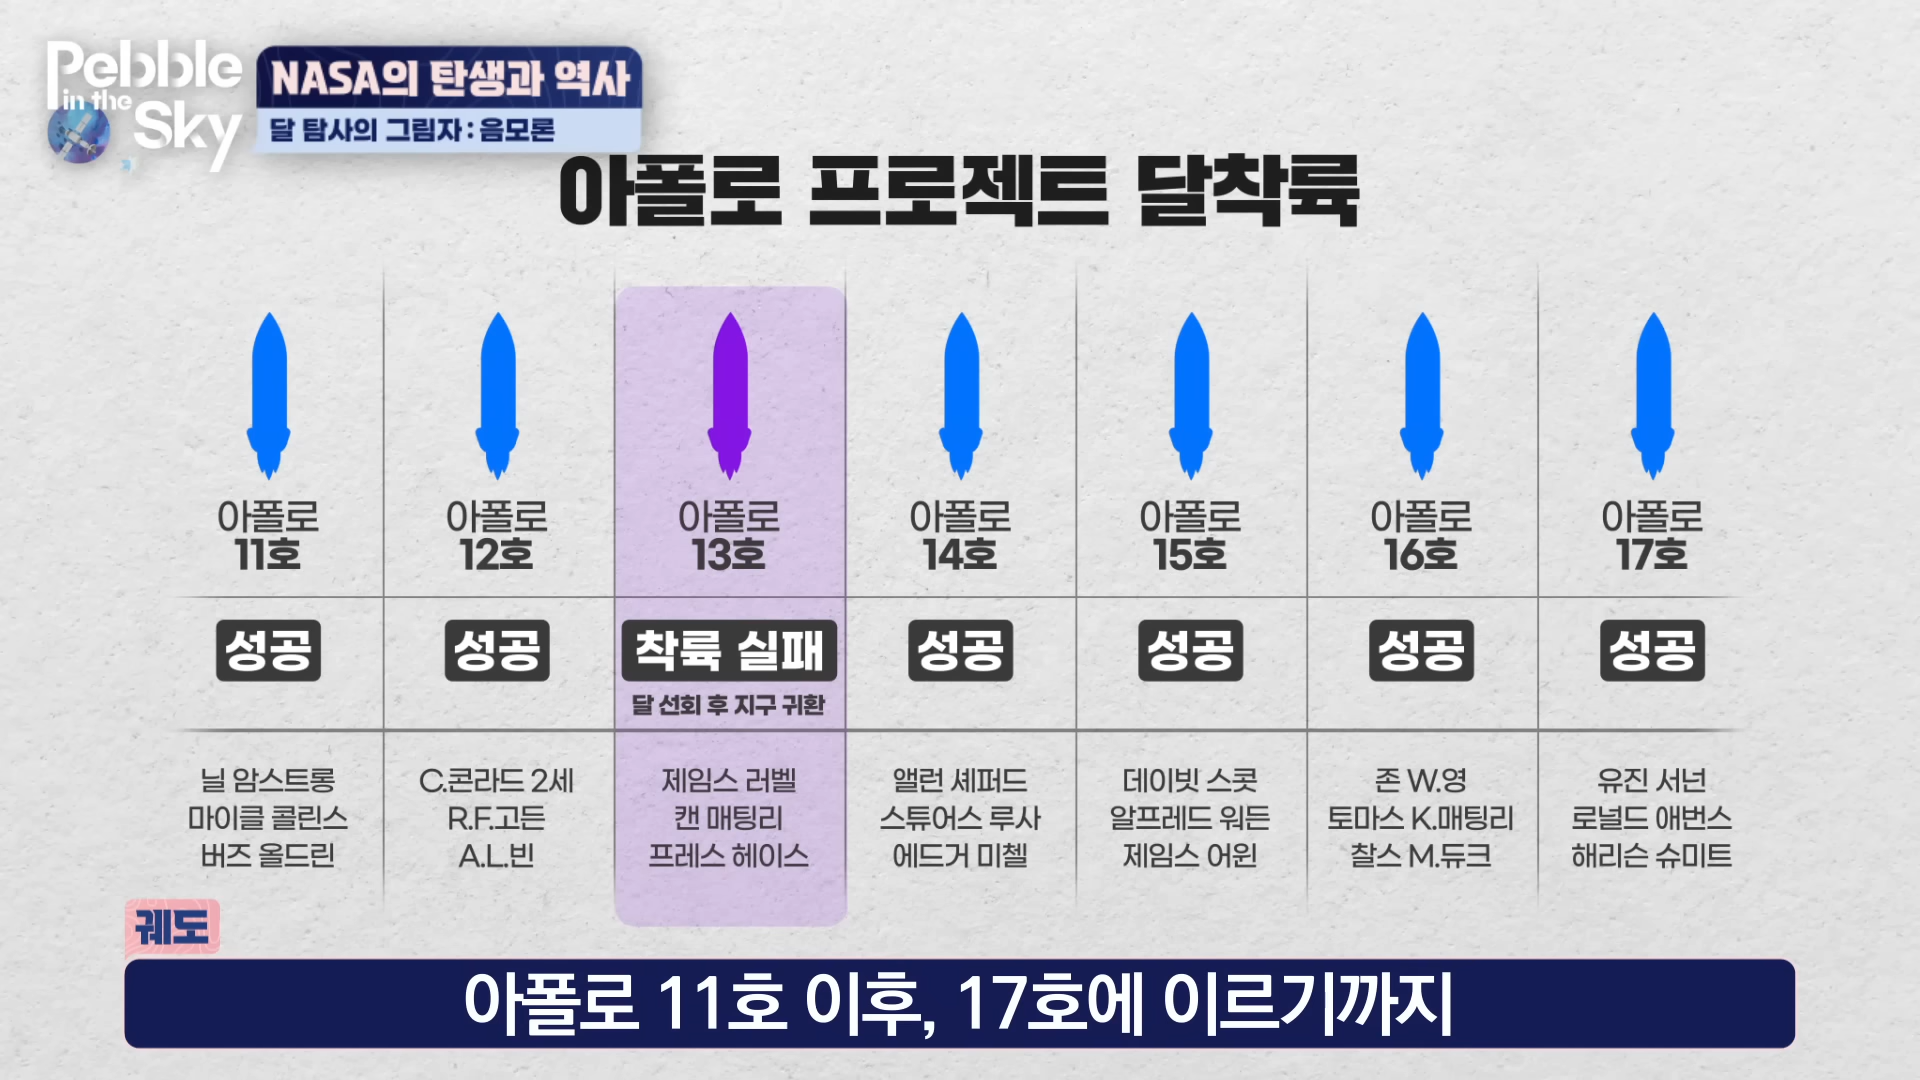 Pebble
in the
Sky
NASA의 탄생과 역사
달 탐사의 그림자 : 음모론
아폴로 프로젝트 달착륙
아폴로
11호
아폴로
12호
아폴로
13호
아폴로
14호
아폴로
15호
아폴로
16호
아폴로
17호
성공
성공
착륙 실패
달 선회 후 지구 귀환
성공
성공
성공
성공
닐 암스트롱
마이클 콜린스
버즈 올드린
C.콘라드 2세
R.F.고든
A.L.빈
제임스 러벨
캔 매팅리
프레스 헤이스
앨런 셰퍼드
스튜어스 루사
에드거 미첼
데이빗 스콧
알프레드 워든
제임스 어윈
존 W.영
토마스 K.매팅리
찰스 M.듀크
유진 서넌
로널드 애번스
해리슨 슈미트
궤도
아폴로 11호 이후, 17호에 이르기까지